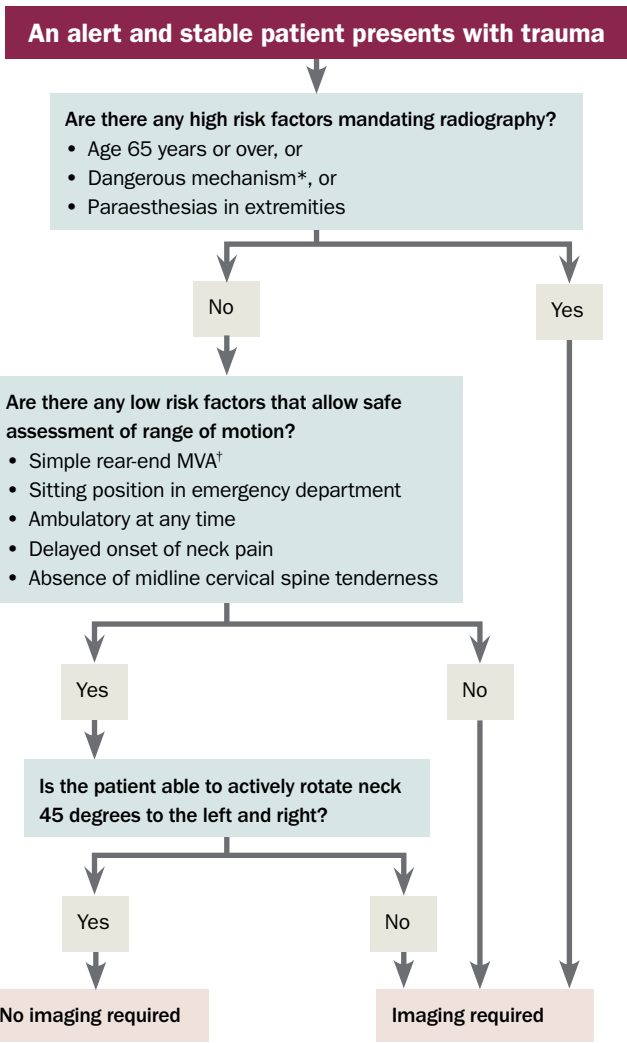 An alert and stable patient presents with trauma
Are there any high risk factors mandating radiography?
• Age 65 years or over, or
• Dangerous mechanism*, or
• Paraesthesias in extremities
No
Yes
Are there any low risk factors that allow safe
assessment of range of motion?
• Simple rear-end MVA†
• Sitting position in emergency department
• Ambulatory at any time
• Delayed onset of neck pain
• Absence of midline cervical spine tenderness
Yes
No
Is the patient able to actively rotate neck
45 degrees to the left and right?
Yes
No
No imaging required
Imaging required